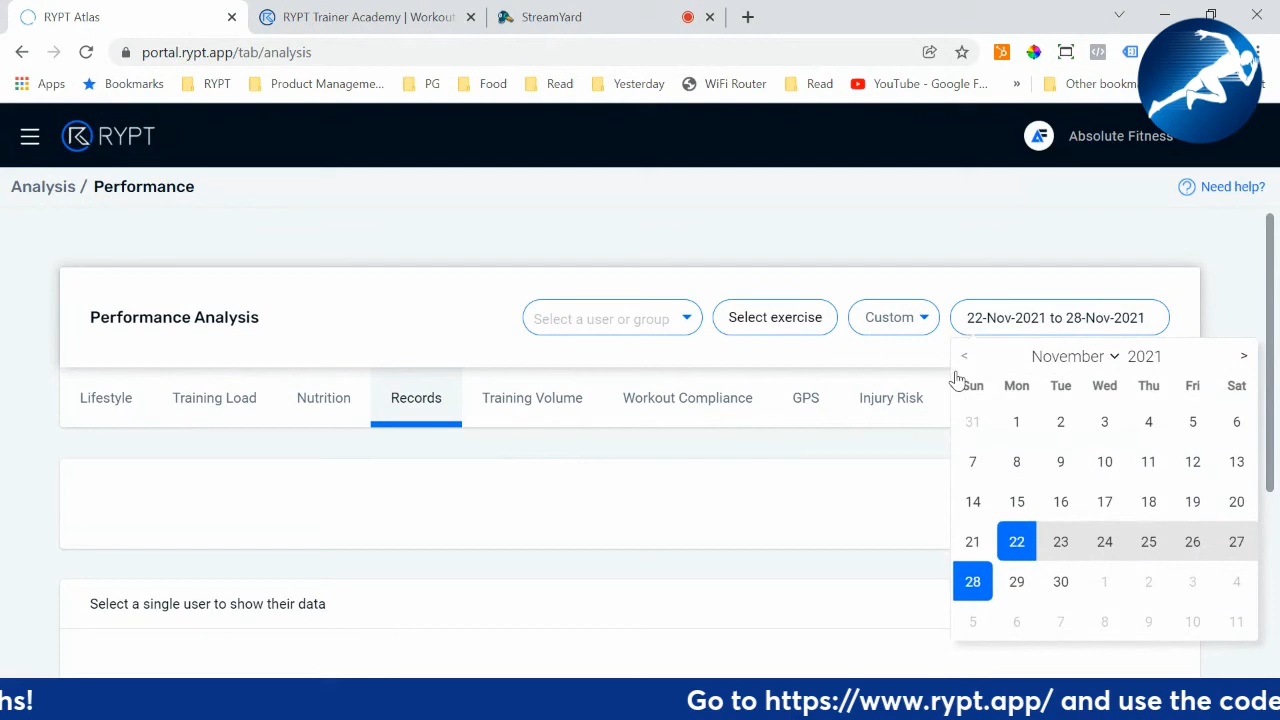 RYPT Atlas
RYPT Trainer Academy | Workout
StreamYard
portal.rypt.app/tab/analysis
Apps
Bookmarks
RYPT
Product Manageme...
PG
Food
Read
Yesterday
WiFi Router
Read
YouTube - Google F...
»
Other bookm
RYPT
Absolute Fitness
Analysis / Performance
Need help?
Performance Analysis
Select a user or group
Select exercise
Custom
22-Nov-2021 to 28-Nov-2021
Lifestyle
Training Load
Nutrition
Records
Training Volume
Workout Compliance
GPS
Injury Risk
< November 2021 >
Sun Mon Tue Wed Thu Fri Sat
31 1 2 3 4 5 6
7 8 9 10 11 12 13
14 15 16 17 18 19 20
21 22 23 24 25 26 27
28 29 30 1 2 3 4
5 6 7 8 9 10 11
Select a single user to show their data
hs!
Go to https://www.rypt.app/ and use the code